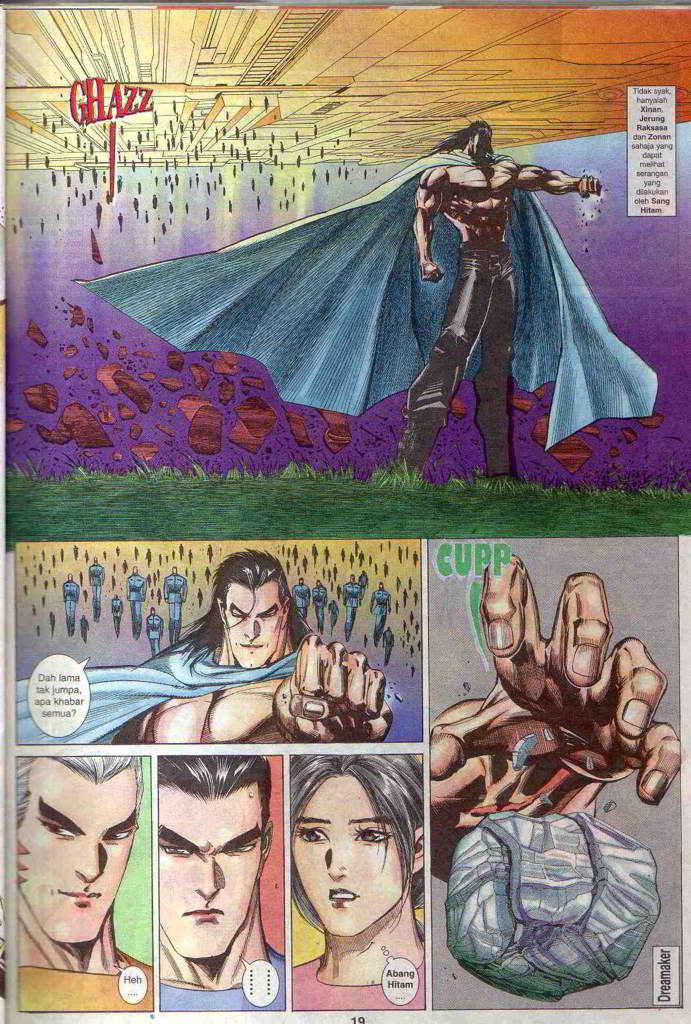 GHAZZ
Tidak syak,
hanyalah
Xinan,
Jerung
Raksasa
dan Zonan
sahaja yang
dapat
melihat
serangan
yang
dilakukan
oleh Sang
Hitam.
Dah lama
tak jumpa,
apa khabar
semua?
CUPP
Heh
....
Abang
Hitam
....
Dreamaker
19